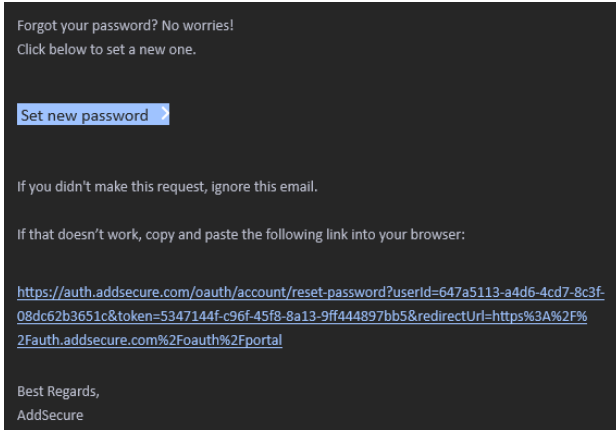 Forgot your password? No worries!
Click below to set a new one.
Set new password
If you didn't make this request, ignore this email.
If that doesn’t work, copy and paste the following link into your browser:
https://auth.addsecure.com/oauth/account/reset-password?userId=647a5113-a4d6-4cd7-8c3f-
08dc62b3651c&token=5347144f-c96f-45f8-8a13-9ff444897bb5&redirectUrl=https%3A%2F%
2Fauth.addsecure.com%2Foauth%2Fportal
Best Regards,
AddSecure